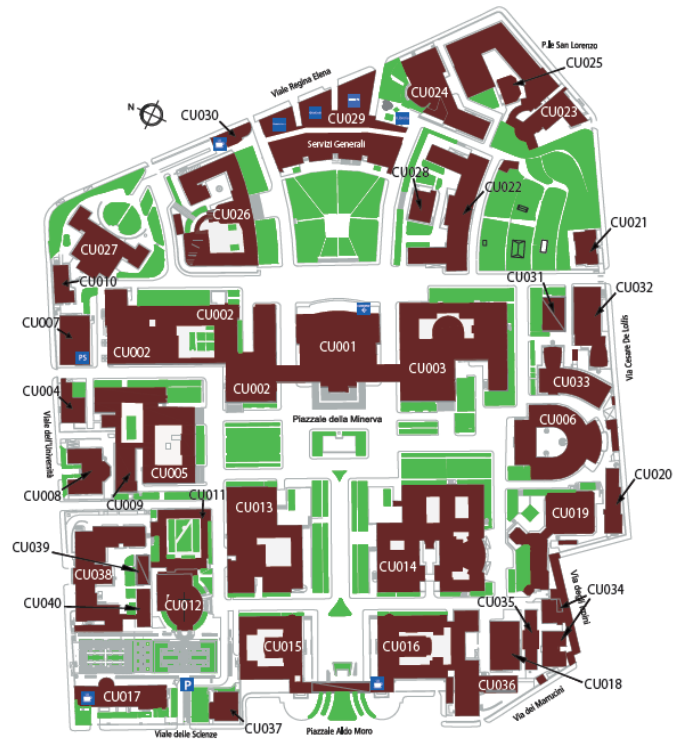 P.le San Lorenzo
CU025
Viale Regina Elena
CU024
CU023
N
CU030
CU029
Servizi Generali
CU028
CU022
CU026
CU021
CU027
CU010
CU031
CU032
CU007
CU002
CU002
CU001
CU003
PS
CU002
CU033
Via Cesare De Lollis
CU004
Viale dell'Università
Piazzale della Minerva
CU006
CU005
CU008
CU009
CU011
CU013
CU020
CU019
CU039
CU038
CU014
CU040
CU012
Via degli Apuli
CU034
CU035
CU015
CU016
CU018
CU036
CU017
P
CU037
Viale delle Scienze
Piazzale Aldo Moro
Via dei Marrucini